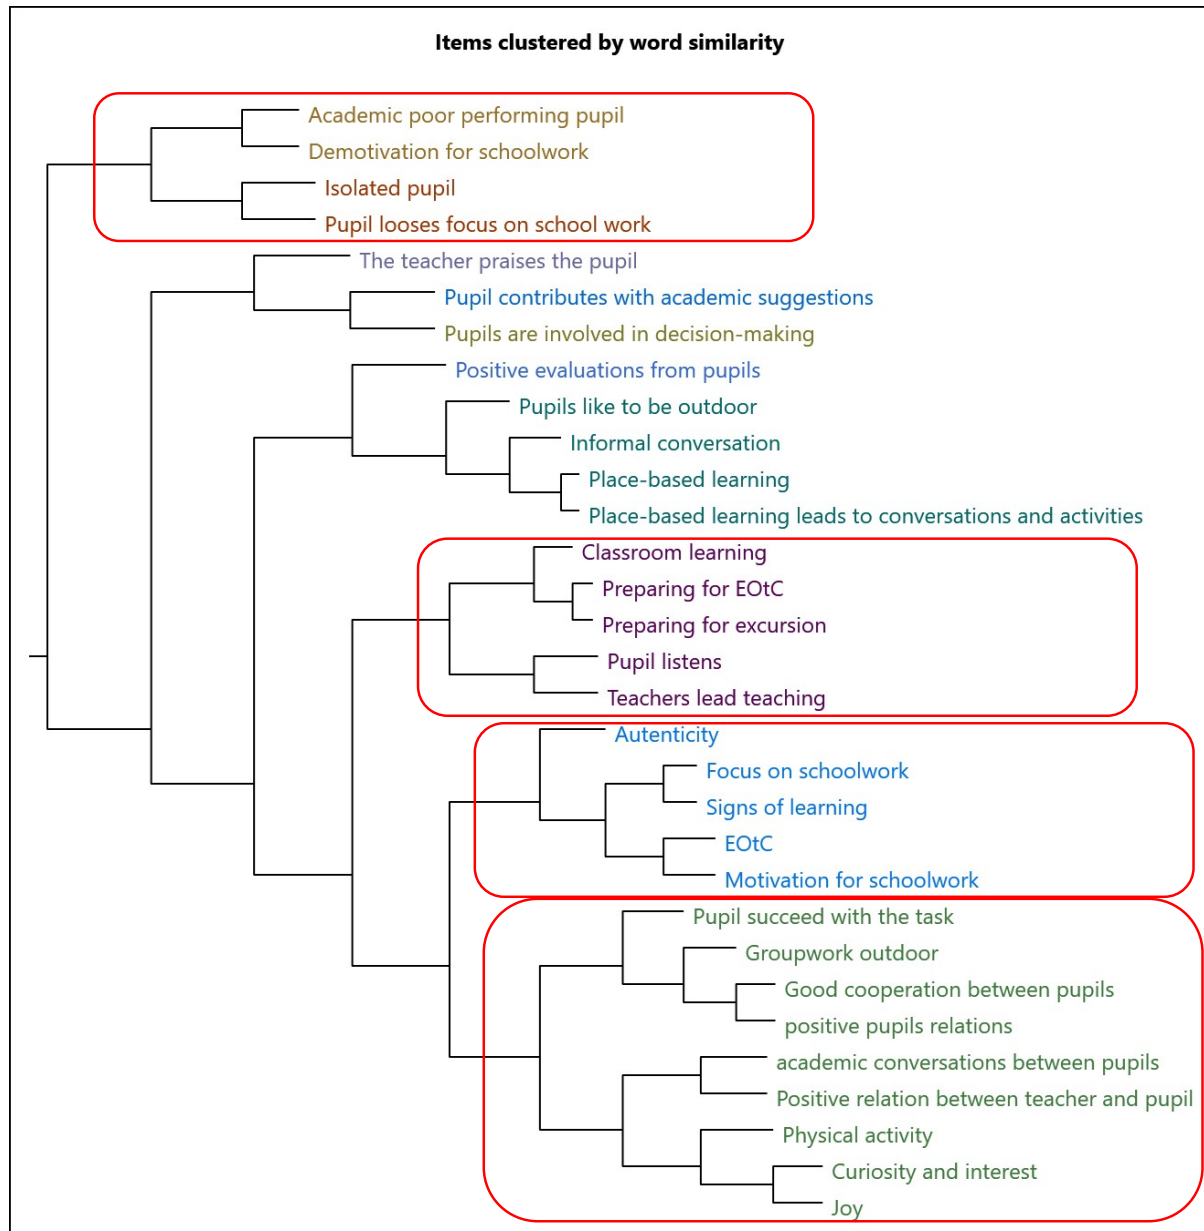 Items clustered by word similarity
Academic poor performing pupil
Demotivation for schoolwork
Isolated pupil
Pupil looses focus on school work
The teacher praises the pupil
Pupil contributes with academic suggestions
Pupils are involved in decision-making
Positive evaluations from pupils
Pupils like to be outdoor
Informal conversation
Place-based learning
Place-based learning leads to conversations and activities
Classroom learning
Preparing for EOtC
Preparing for excursion
Pupil listens
Teachers lead teaching
Autenticity
Focus on schoolwork
Signs of learning
EOtC
Motivation for schoolwork
Pupil succeed with the task
Groupwork outdoor
Good cooperation between pupils
positive pupils relations
academic conversations between pupils
Positive relation between teacher and pupil
Physical activity
Curiosity and interest
Joy